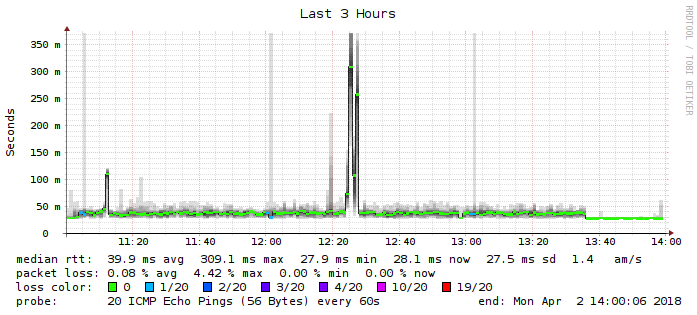 Last 3 Hours
RRDTOOL / TOBI OETIKER
Seconds
350 m
300 m
250 m
200 m
150 m
100 m
50 m
0
11:20 11:40 12:00 12:20 12:40 13:00 13:20 13:40 14:00
median rtt: 39.9 ms avg 309.1 ms max 27.9 ms min 28.1 ms now 27.5 ms sd 1.4 am/s
packet loss: 0.08 % avg 4.42 % max 0.00 % min 0.00 % now
loss color: 0 1/20 2/20 3/20 4/20 10/20 19/20
probe: 20 ICMP Echo Pings (56 Bytes) every 60s end: Mon Apr 2 14:00:06 2018